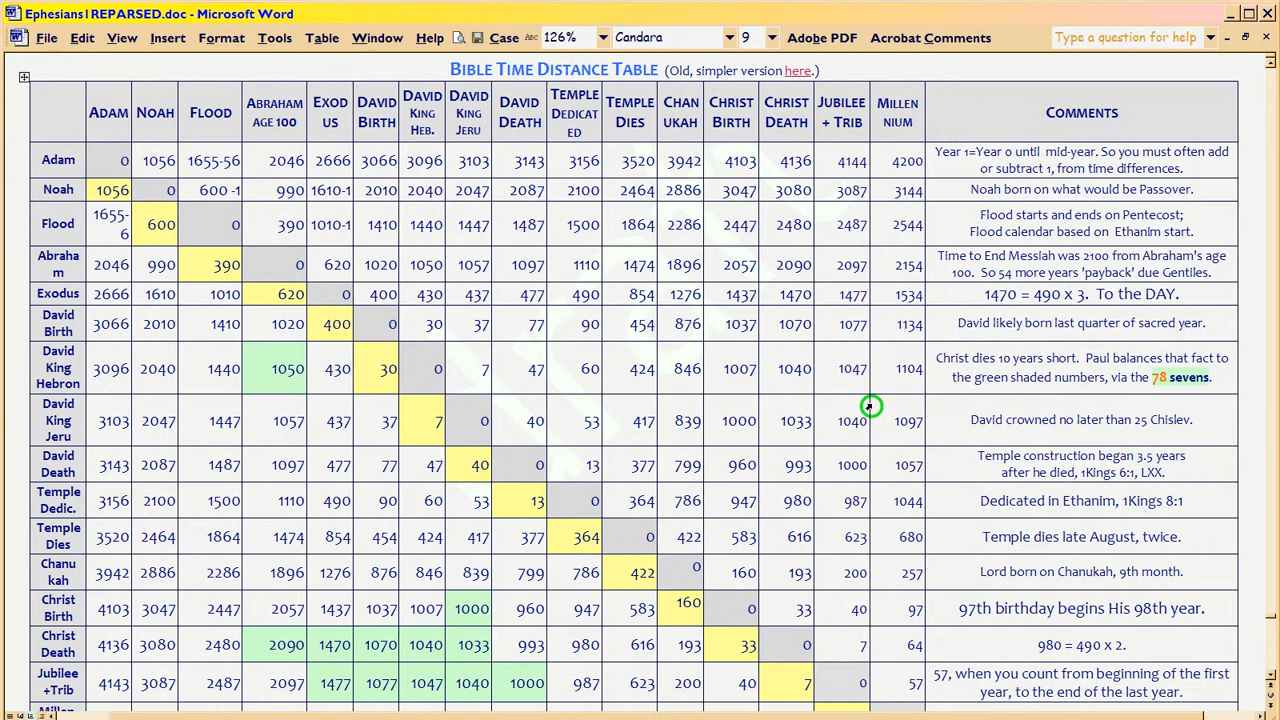 Ephesians1REPARSED.doc - Microsoft Word
File Edit View Insert Format Tools Table Window Help Case 126% Candara 9 Adobe PDF Acrobat Comments Type a question for help
BIBLE TIME DISTANCE TABLE (Old, simpler version here.)
ADAM NOAH FLOOD ABRAHAM AGE 100 EXOD US DAVID BIRTH DAVID KING HEB. DAVID KING JERU DAVID DEATH TEMPLE DEDICAT ED TEMPLE DIES CHAN UKAH CHRIST BIRTH CHRIST DEATH JUBILEE + TRIB MILLEN NIUM COMMENTS
Adam 0 1056 1655-56 2046 2666 3066 3096 3103 3143 3156 3520 3942 4103 4136 4144 4200 Year 1=Year 0 until mid-year. So you must often add
or subtract 1, from time differences.
Noah 1056 0 600 -1 990 1610-1 2010 2040 2047 2087 2100 2464 2886 3047 3080 3087 3144 Noah born on what would be Passover.
Flood 1655-6 600 0 390 1010-1 1410 1440 1447 1487 1500 1864 2286 2447 2480 2487 2544 Flood starts and ends on Pentecost;
Flood calendar based on Ethanim start.
Abraha m 2046 990 390 0 620 1020 1050 1057 1097 1110 1474 1896 2057 2090 2097 2154 Time to End Messiah was 2100 from Abraham's age
100. So 54 more years 'payback' due Gentiles.
Exodus 2666 1610 1010 620 0 400 430 437 477 490 854 1276 1437 1470 1477 1534 1470 = 490 x 3. To the DAY.
David Birth 3066 2010 1410 1020 400 0 30 37 77 90 454 876 1037 1070 1077 1134 David likely born last quarter of sacred year.
David King Hebron 3096 2040 1440 1050 430 30 0 7 47 60 424 846 1007 1040 1047 1104 Christ dies 10 years short. Paul balances that fact to
the green shaded numbers, via the 78 sevens.
David King Jeru 3103 2047 1447 1057 437 37 7 0 40 53 417 839 1000 1033 1040 1097 David crowned no later than 25 Chislev.
David Death 3143 2087 1487 1097 477 77 47 40 0 13 377 799 960 993 1000 1057 Temple construction began 3.5 years
after he died, 1Kings 6:1, LXX.
Temple Dedic. 3156 2100 1500 1110 490 90 60 53 13 0 364 786 947 980 987 1044 Dedicated in Ethanim, 1Kings 8:1
Temple Dies 3520 2464 1864 1474 854 454 424 417 377 364 0 422 583 616 623 680 Temple dies late August, twice.
Chanu kah 3942 2886 2286 1896 1276 876 846 839 799 786 422 0 160 193 200 257 Lord born on Chanukah, 9th month.
Christ Birth 4103 3047 2447 2057 1437 1037 1007 1000 960 947 583 160 0 33 40 97 97th birthday begins His 98th year.
Christ Death 4136 3080 2480 2090 1470 1070 1040 1033 993 980 616 193 33 0 7 64 980 = 490 x 2.
Jubilee +Trib 4143 3087 2487 2097 1477 1077 1047 1040 1000 987 623 200 40 7 0 57 57, when you count from beginning of the first
year, to the end of the last year.